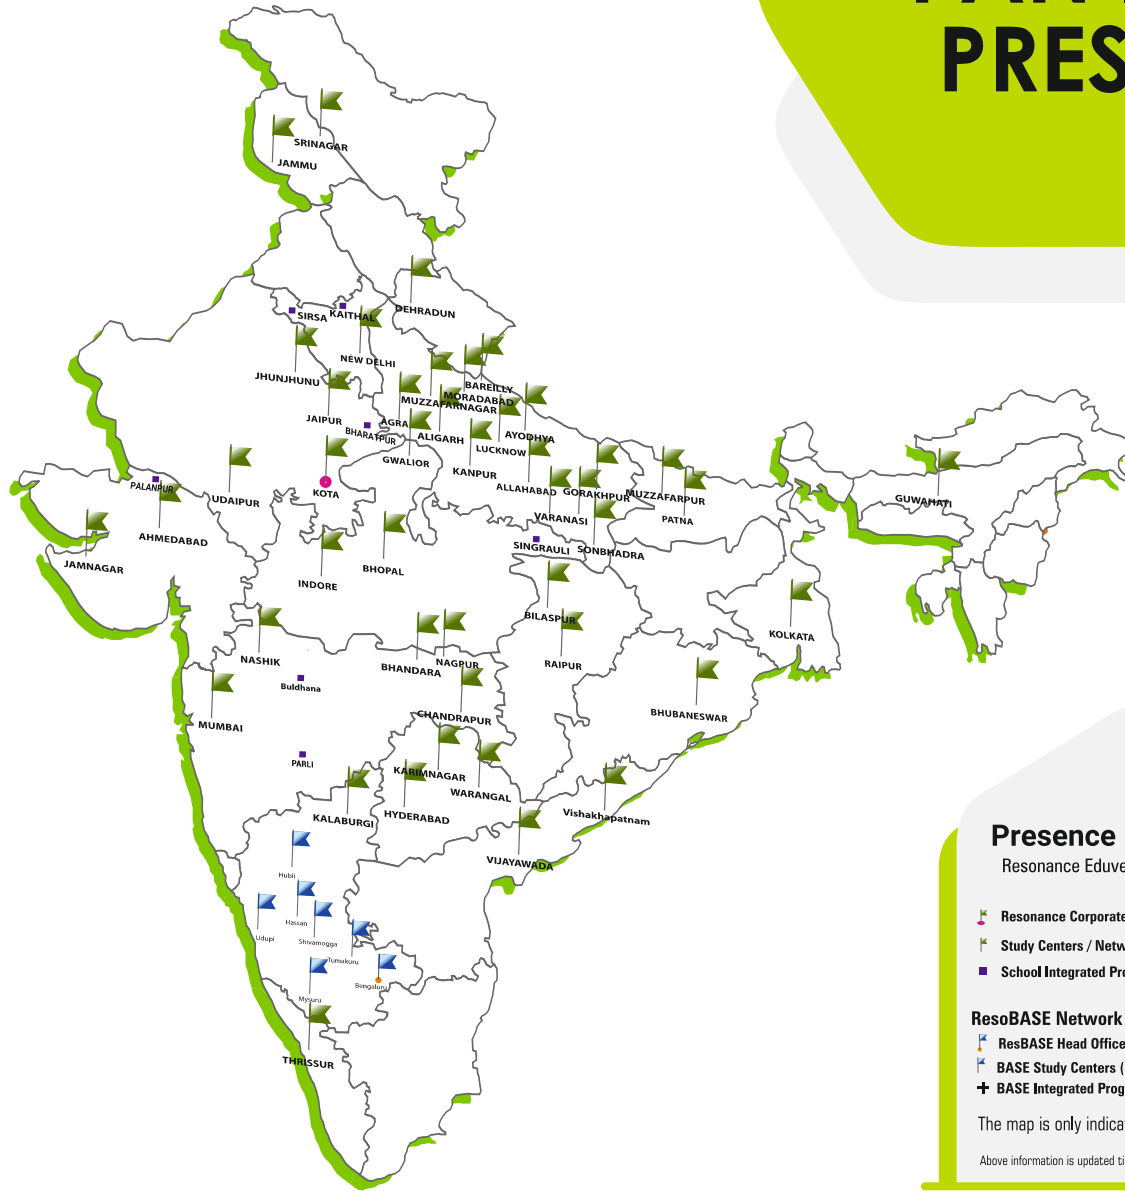 PRES
SRINAGAR
JAMMU
DEHRADUN
SIRSA
KAITHAL
NEW DELHI
JHUNJHUNU
BAREILLY
MORADABAD
MUZZAFARNAGAR
JAIPUR
AGRA
BHARATPUR
ALIGARH
AYODHYA
LUCKNOW
GWALIOR
KANPUR
KOTA
PALANPUR
UDAIPUR
ALLAHABAD
GORAKHPUR
MUZZAFARPUR
GUWAHATI
PATNA
VARANASI
AHMEDABAD
SINGRAULI
SONBHADRA
JAMNAGAR
BHOPAL
INDORE
BILASPUR
KOLKATA
NASHIK
BHANDARA
NAGPUR
RAIPUR
Buldhana
CHANDRAPUR
BHUBANESWAR
MUMBAI
PARLI
KARIMNAGAR
WARANGAL
KALABURGI
HYDERABAD
Vishakhapatnam
VIJAYAWADA
Hubli
Hassan
Udupi
Shivamogga
Tumakuru
Bengaluru
Mysuru
THRISSUR
Presence
Resonance Eduve
Resonance Corporate
Study Centers / Netw
School Integrated Pro
ResoBASE Network
ResBASE Head Office
BASE Study Centers (
BASE Integrated Prog
The map is only indica
Above information is updated ti